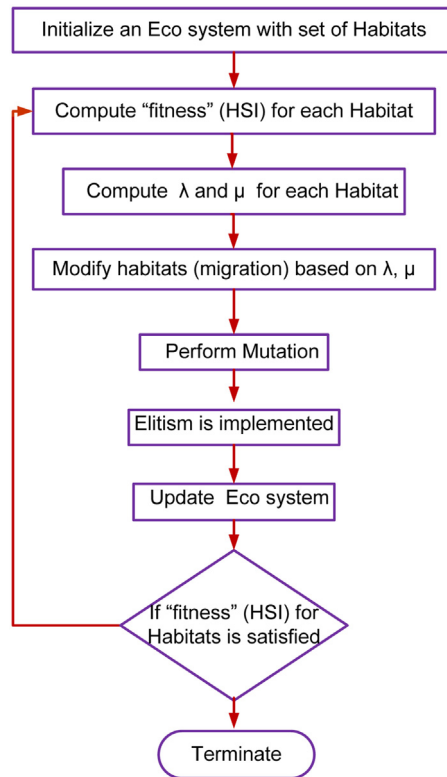 Initialize an Eco system with set of Habitats
Compute “fitness” (HSI) for each Habitat
Compute λ and μ for each Habitat
Modify habitats (migration) based on λ, μ
Perform Mutation
Elitism is implemented
Update Eco system
If “fitness” (HSI) for
Habitats is satisfied
Terminate